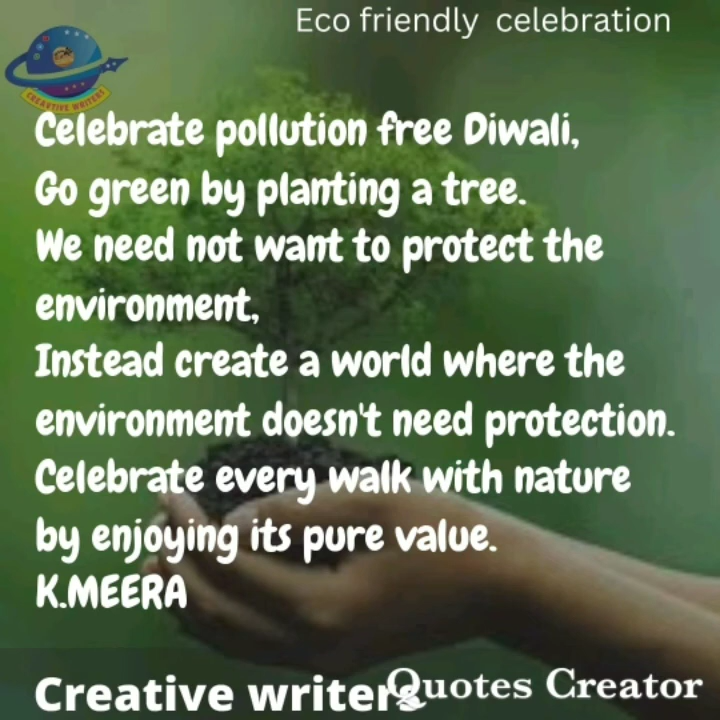 Eco friendly celebration
CREAVTIVE WRITERS
Celebrate pollution free Diwali,
Go green by planting a tree.
We need not want to protect the
environment,
Instead create a world where the
environment doesn't need protection.
Celebrate every walk with nature
by enjoying its pure value.
K.MEERA
Creative writers
Quotes Creator